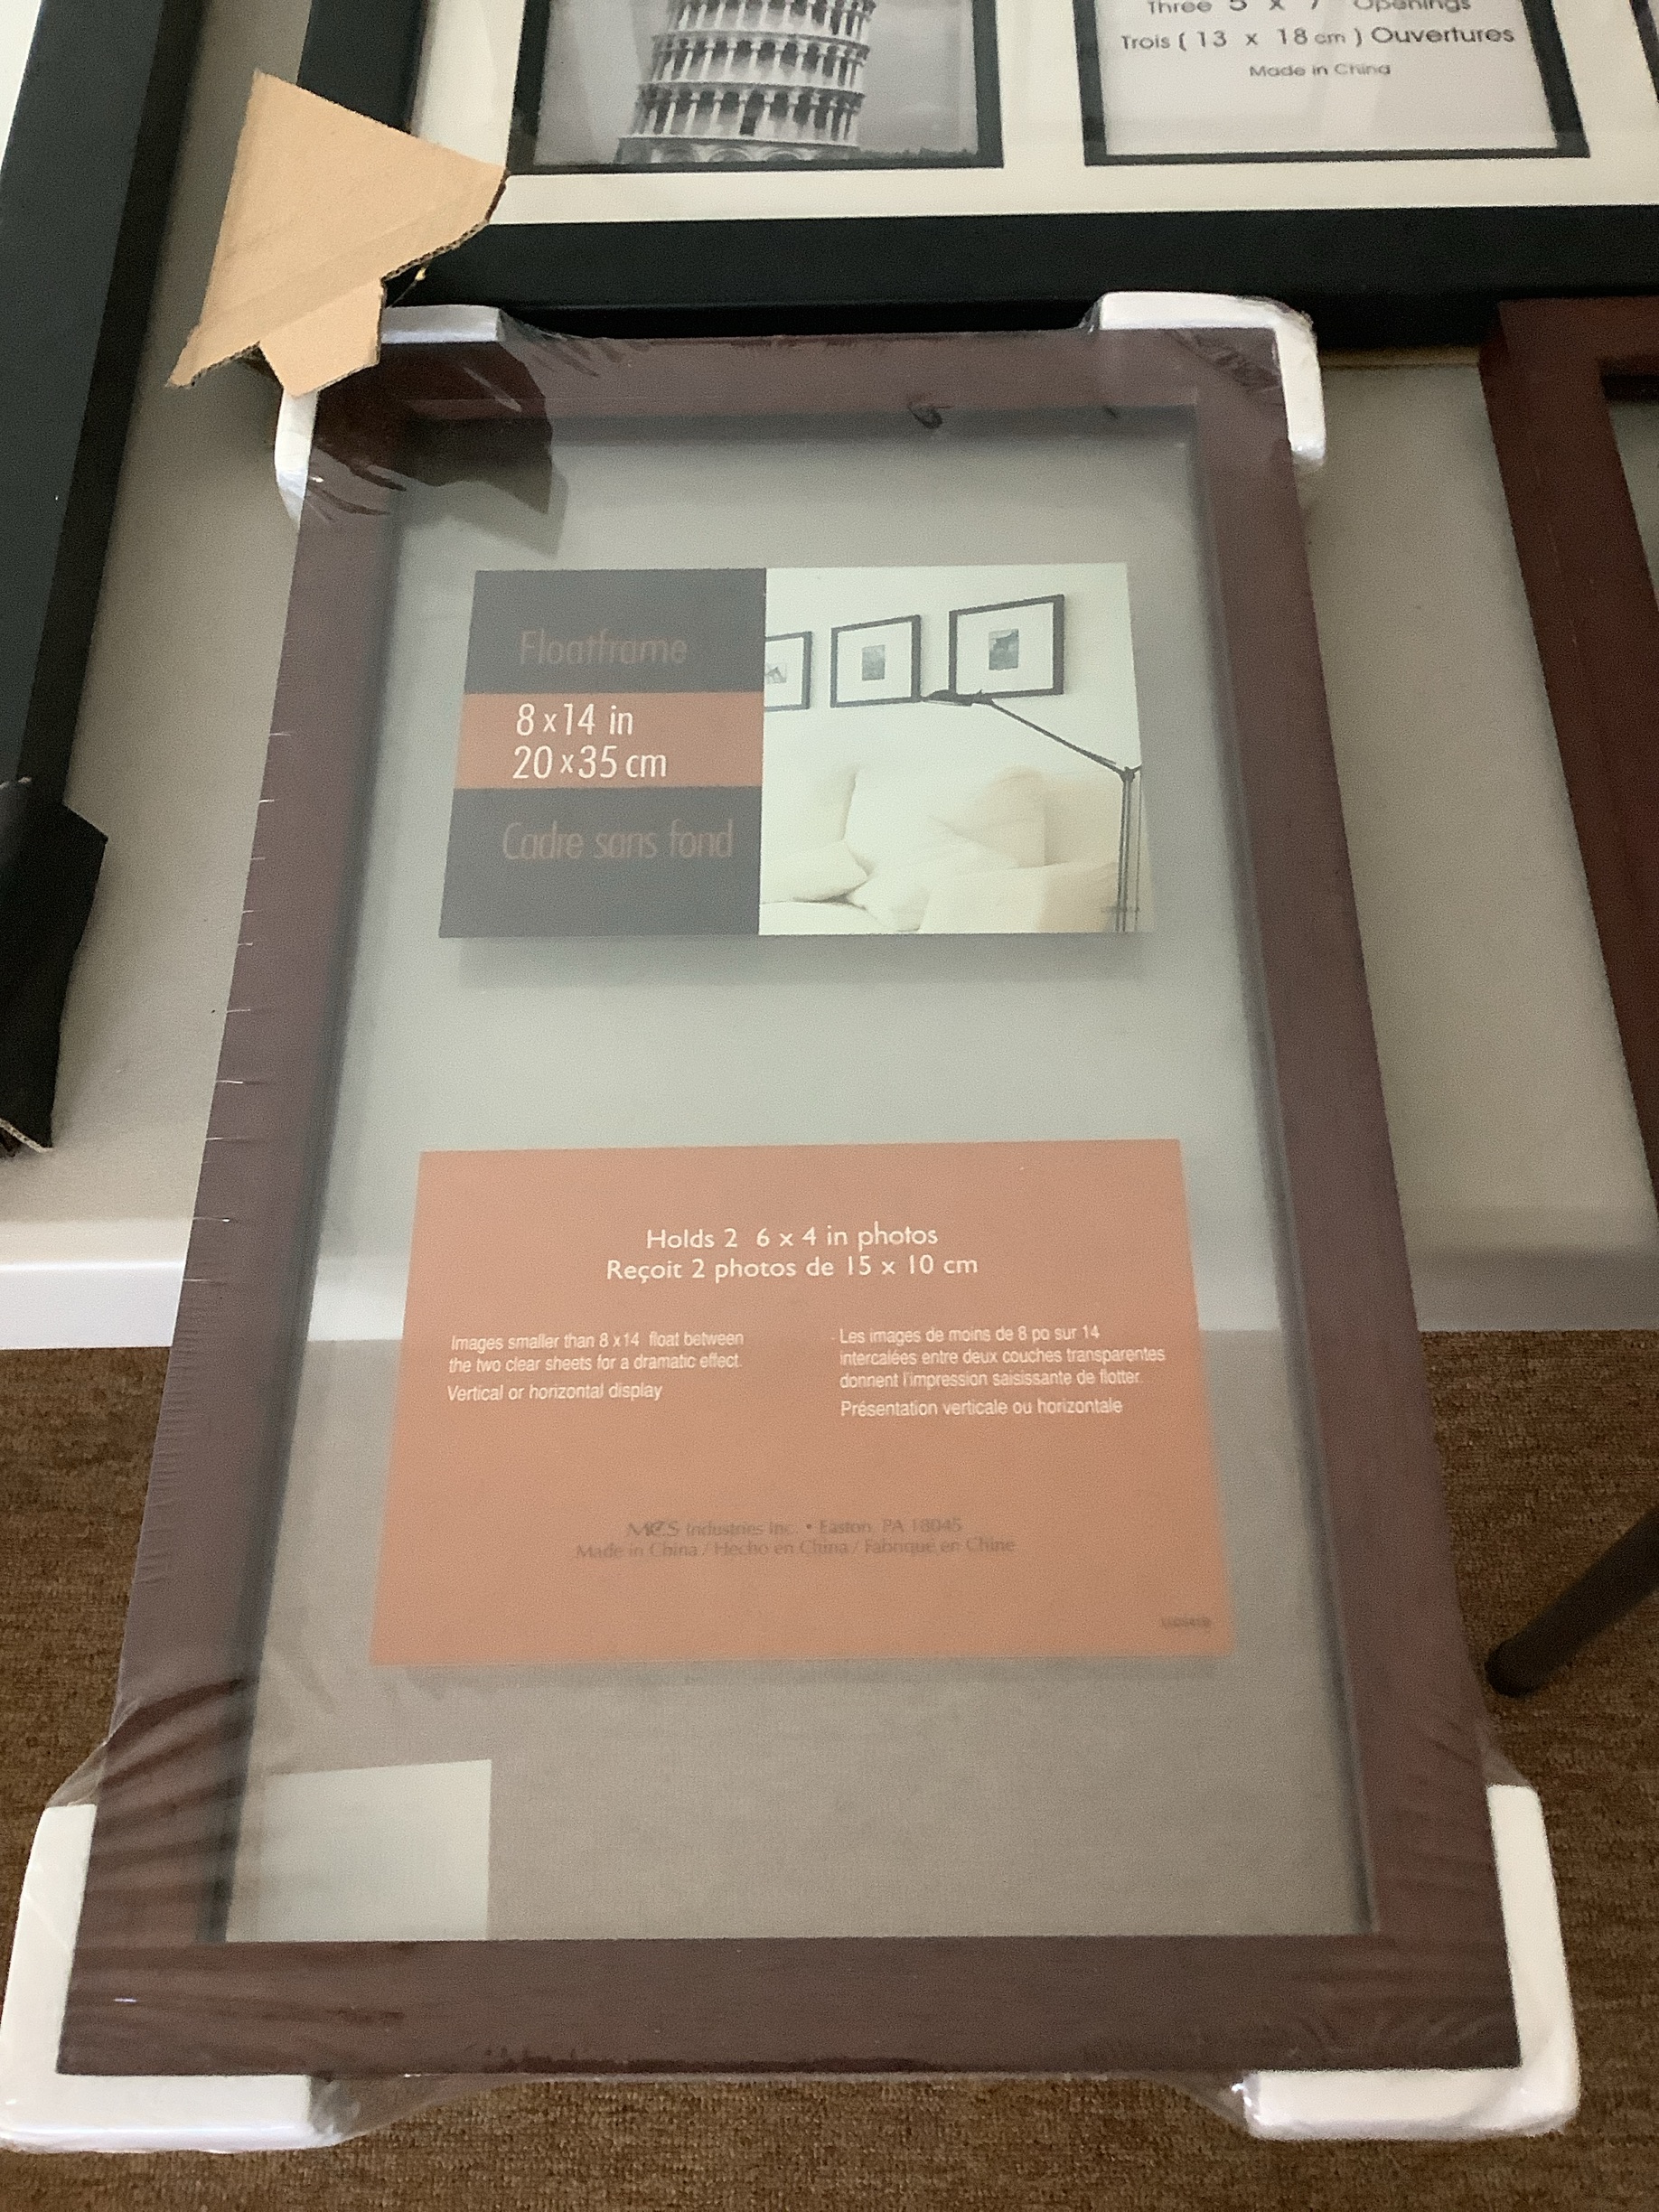 Three 5 x 7 Openings
Trois ( 13 x 18 cm ) Ouvertures
Made in China
Floatframe
8 x 14 in
20 x 35 cm
Cadre sans fond
Holds 2 6 x 4 in photos
Reçoit 2 photos de 15 x 10 cm
Images smaller than 8 x 14 float between
the two clear sheets for a dramatic effect.
Vertical or horizontal display
Les images de moins de 8 po sur 14
intercalées entre deux couches transparentes
donnent l'impression saisissante de flotter.
Présentation verticale ou horizontale
MCS Industries Inc. • Easton, PA 18045
Made in China / Hecho en China / Fabriqué en Chine